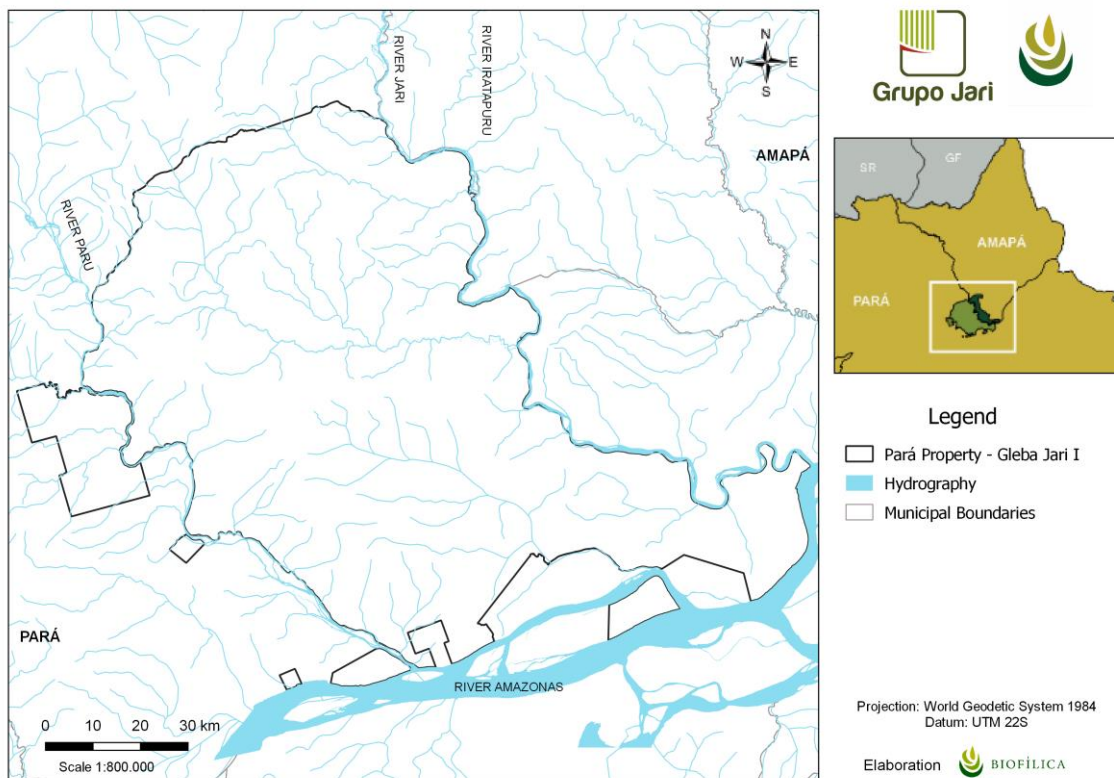 RIVER JARI
RIVER IRATAPURU
N
W E
S
AMAPÁ
RIVER PARU
PARÁ
RIVER AMAZONAS
0 10 20 30 km
Scale 1:800.000
Grupo Jari
SR
GF
AMAPÁ
PARÁ
Legend
Pará Property - Gleba Jari I
Hydrography
Municipal Boundaries
Projection: World Geodetic System 1984
Datum: UTM 22S
Elaboration BIOFÍLICA